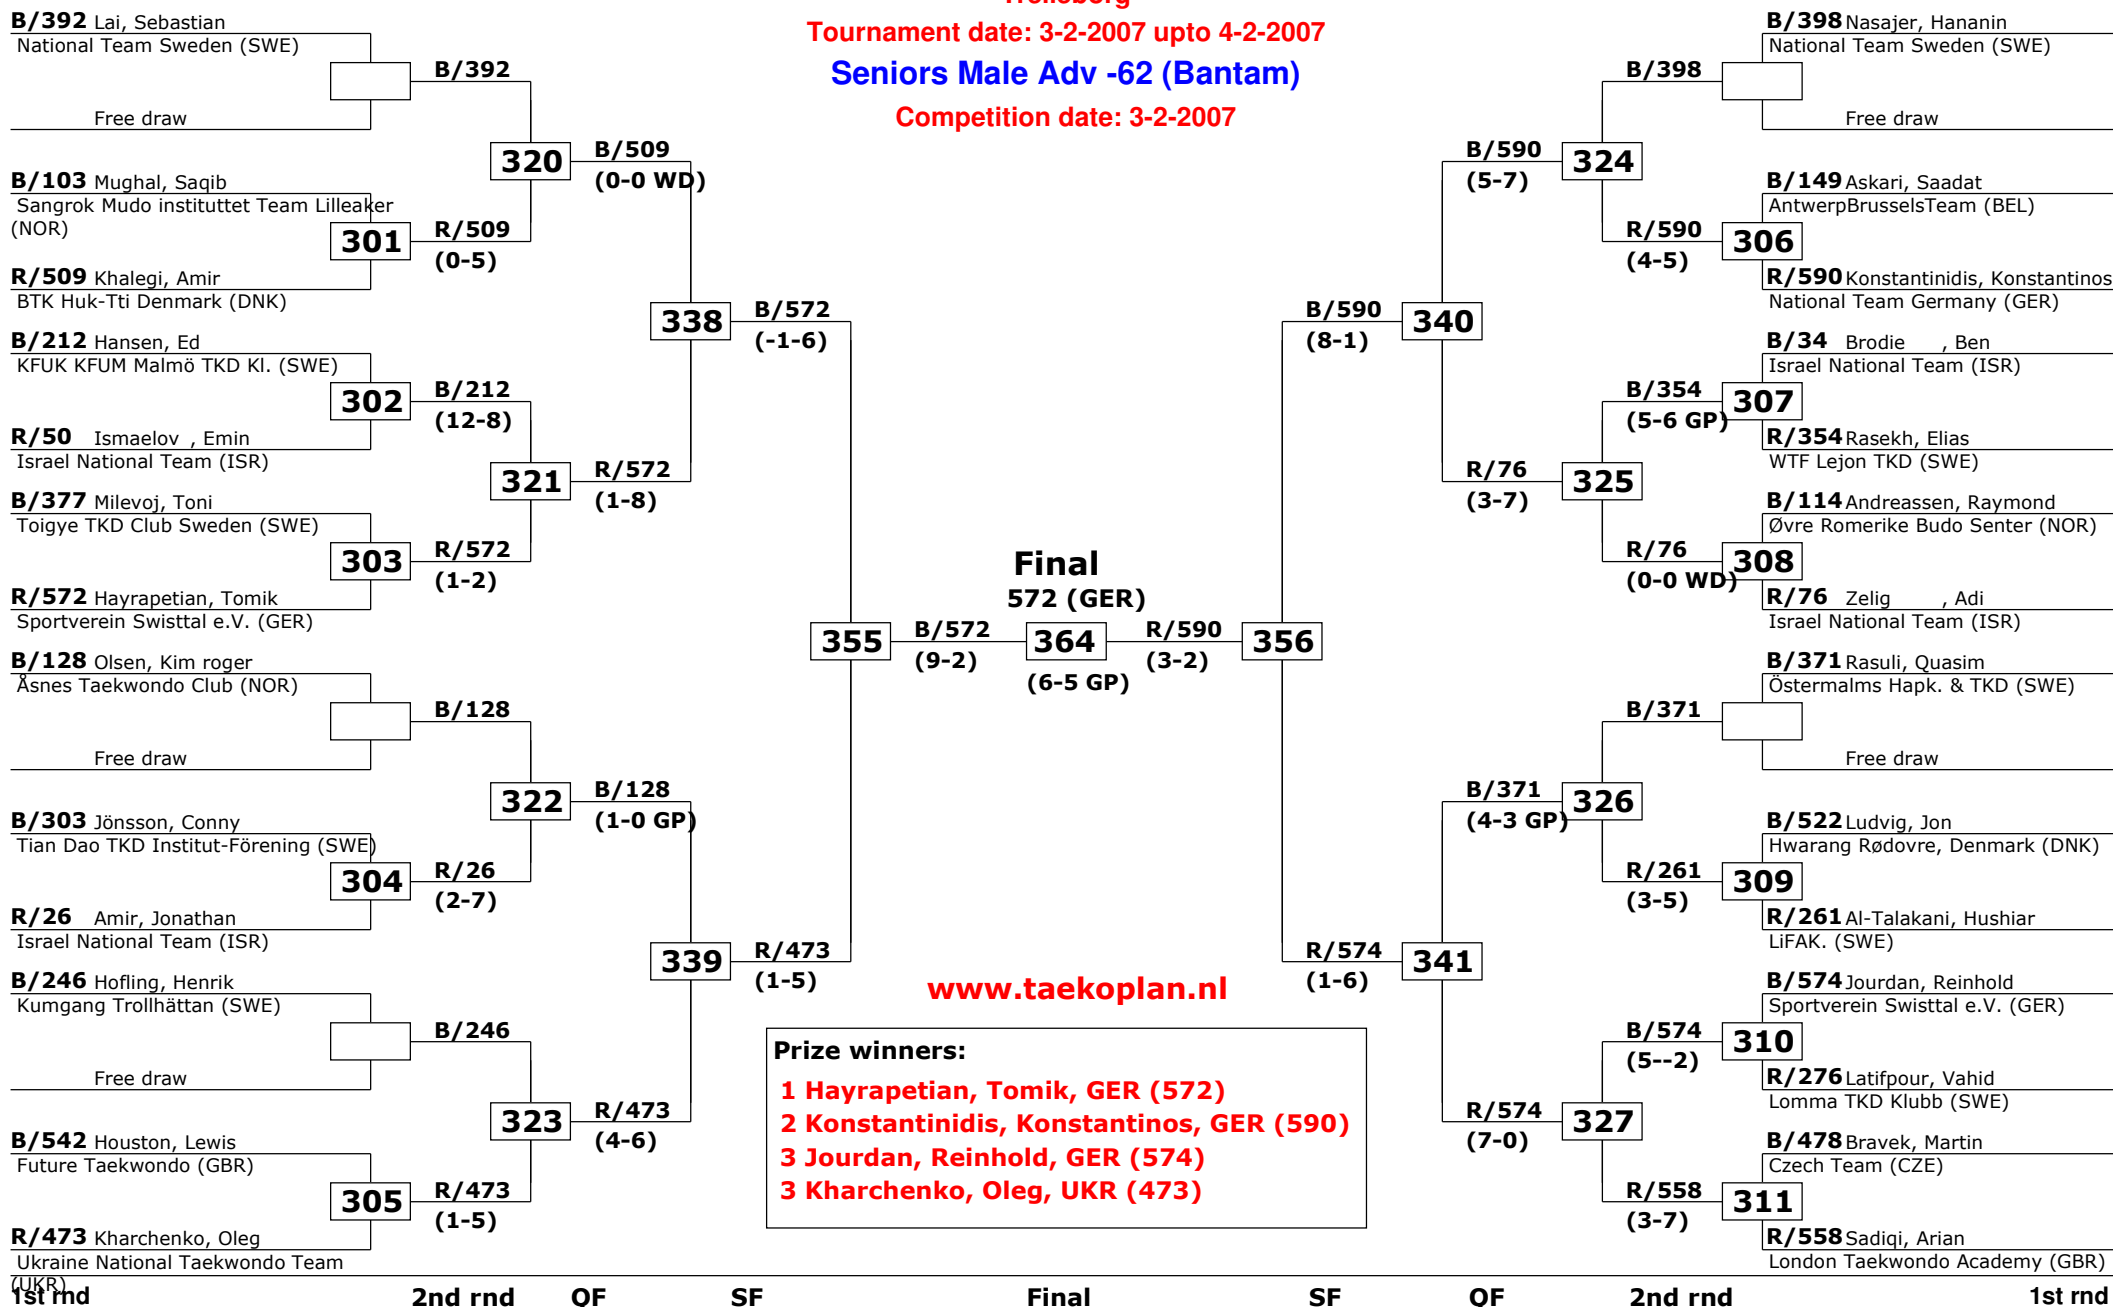 Trelleborg
Tournament date: 3-2-2007 upto 4-2-2007
Seniors Male Adv -62 (Bantam)
Competition date: 3-2-2007
B/392 Lai, Sebastian
National Team Sweden (SWE)
Free draw
B/103 Mughal, Saqib
Sangrok Mudo instituttet Team Lilleaker
(NOR)
301
R/509 Khalegi, Amir
BTK Huk-Tti Denmark (DNK)
B/212 Hansen, Ed
KFUK KFUM Malmö TKD Kl. (SWE)
302
R/50 Ismaelov , Emin
Israel National Team (ISR)
B/377 Milevoj, Toni
Toigye TKD Club Sweden (SWE)
303
R/572 Hayrapetian, Tomik
Sportverein Swisttal e.V. (GER)
B/128 Olsen, Kim roger
Åsnes Taekwondo Club (NOR)
Free draw
B/303 Jönsson, Conny
Tian Dao TKD Institut-Förening (SWE)
304
R/26 Amir, Jonathan
Israel National Team (ISR)
B/246 Hofling, Henrik
Kumgang Trollhättan (SWE)
Free draw
B/542 Houston, Lewis
Future Taekwondo (GBR)
305
R/473 Kharchenko, Oleg
Ukraine National Taekwondo Team
(UKR)
B/392
320
R/509
(0-5)
B/212
(12-8)
321
R/572
(1-2)
B/128
322
R/26
(2-7)
B/246
323
R/473
(1-5)
B/509
(0-0 WD)
338
R/572
(1-8)
B/128
(1-0 GP)
339
R/473
(4-6)
B/572
(-1-6)
355
R/473
(1-5)
B/572
(9-2)
Final
572 (GER)
364
(6-5 GP)
R/590
(3-2)
B/590
(8-1)
356
R/574
(1-6)
B/590
(5-7)
340
R/76
(3-7)
B/371
(4-3 GP)
341
R/574
(7-0)
B/398
324
R/590
(4-5)
B/354
(5-6 GP)
325
R/76
(0-0 WD)
B/371
326
R/261
(3-5)
B/574
(5--2)
327
R/558
(3-7)
B/398 Nasajer, Hananin
National Team Sweden (SWE)
Free draw
B/149 Askari, Saadat
AntwerpBrusselsTeam (BEL)
306
R/590 Konstantinidis, Konstantinos
National Team Germany (GER)
B/34 Brodie , Ben
Israel National Team (ISR)
307
R/354 Rasekh, Elias
WTF Lejon TKD (SWE)
B/114 Andreassen, Raymond
Øvre Romerike Budo Senter (NOR)
308
R/76 Zelig , Adi
Israel National Team (ISR)
B/371 Rasuli, Quasim
Östermalms Hapk. & TKD (SWE)
Free draw
B/522 Ludvig, Jon
Hwarang Rødovre, Denmark (DNK)
309
R/261 Al-Talakani, Hushiar
LiFAK. (SWE)
B/574 Jourdan, Reinhold
Sportverein Swisttal e.V. (GER)
310
R/276 Latifpour, Vahid
Lomma TKD Klubb (SWE)
B/478 Bravek, Martin
Czech Team (CZE)
311
R/558 Sadiqi, Arian
London Taekwondo Academy (GBR)
www.taekoplan.nl
Prize winners:
1 Hayrapetian, Tomik, GER (572)
2 Konstantinidis, Konstantinos, GER (590)
3 Jourdan, Reinhold, GER (574)
3 Kharchenko, Oleg, UKR (473)
1st rnd 2nd rnd QF SF Final SF QF 2nd rnd 1st rnd